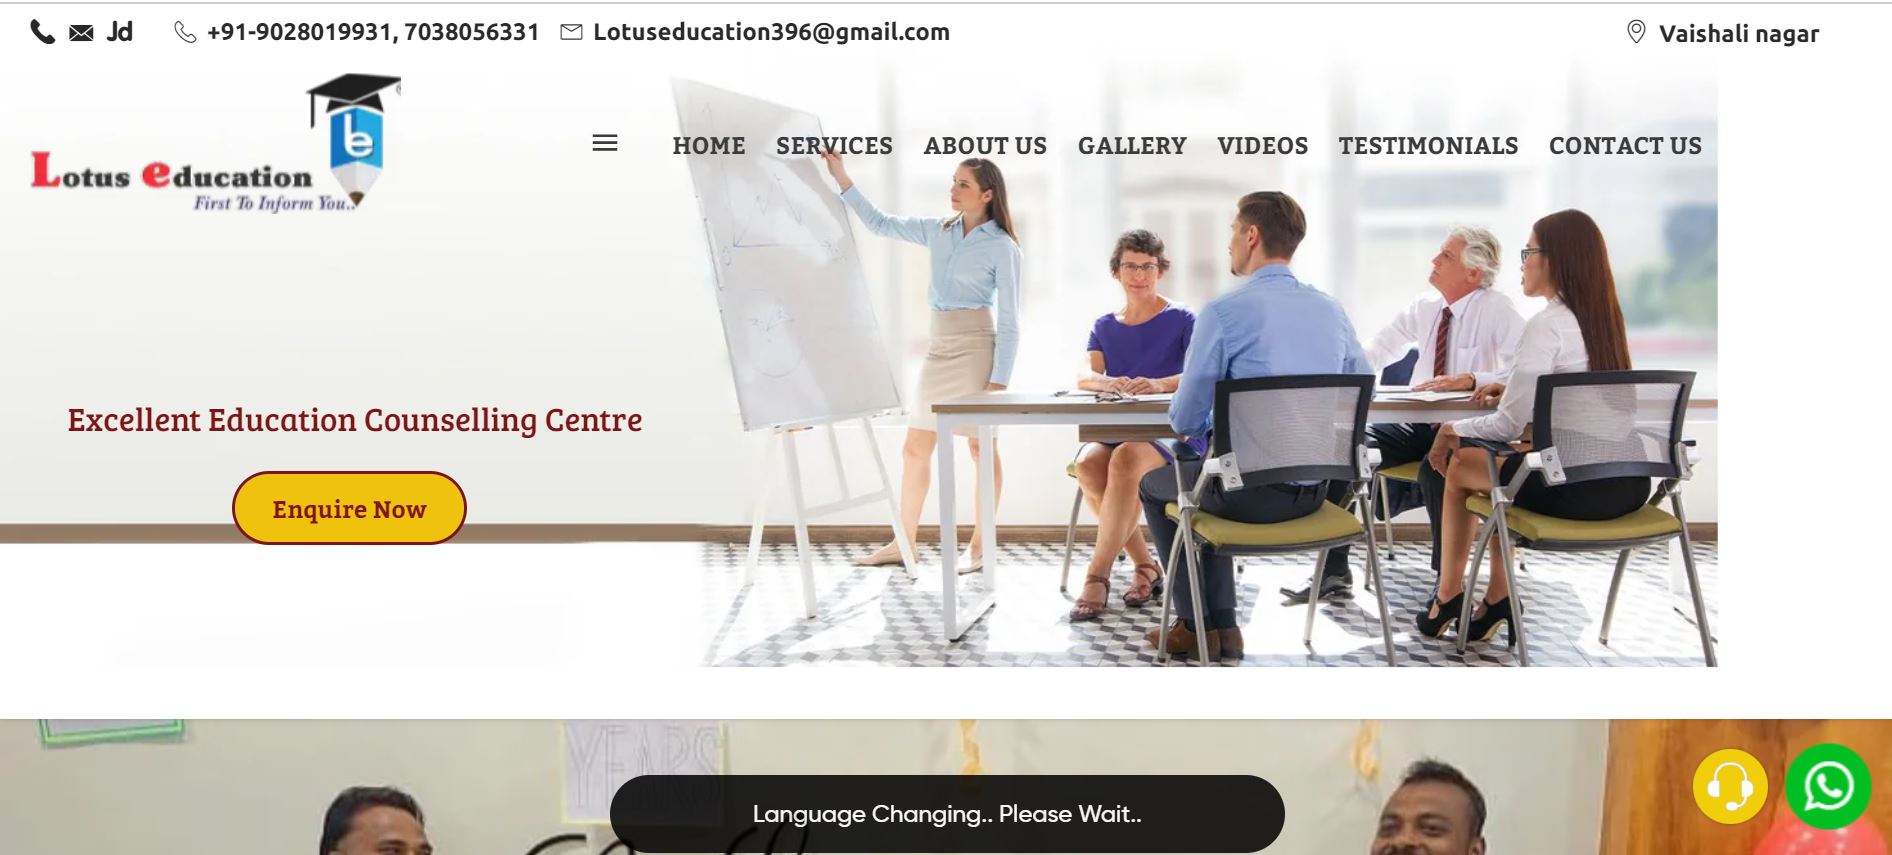 Jd +91-9028019931, 7038056331 Lotuseducation396@gmail.com Vaishali nagar
Lotus education
First To Inform You..
HOME SERVICES ABOUT US GALLERY VIDEOS TESTIMONIALS CONTACT US
Excellent Education Counselling Centre
Enquire Now
YEARS
Language Changing.. Please Wait..